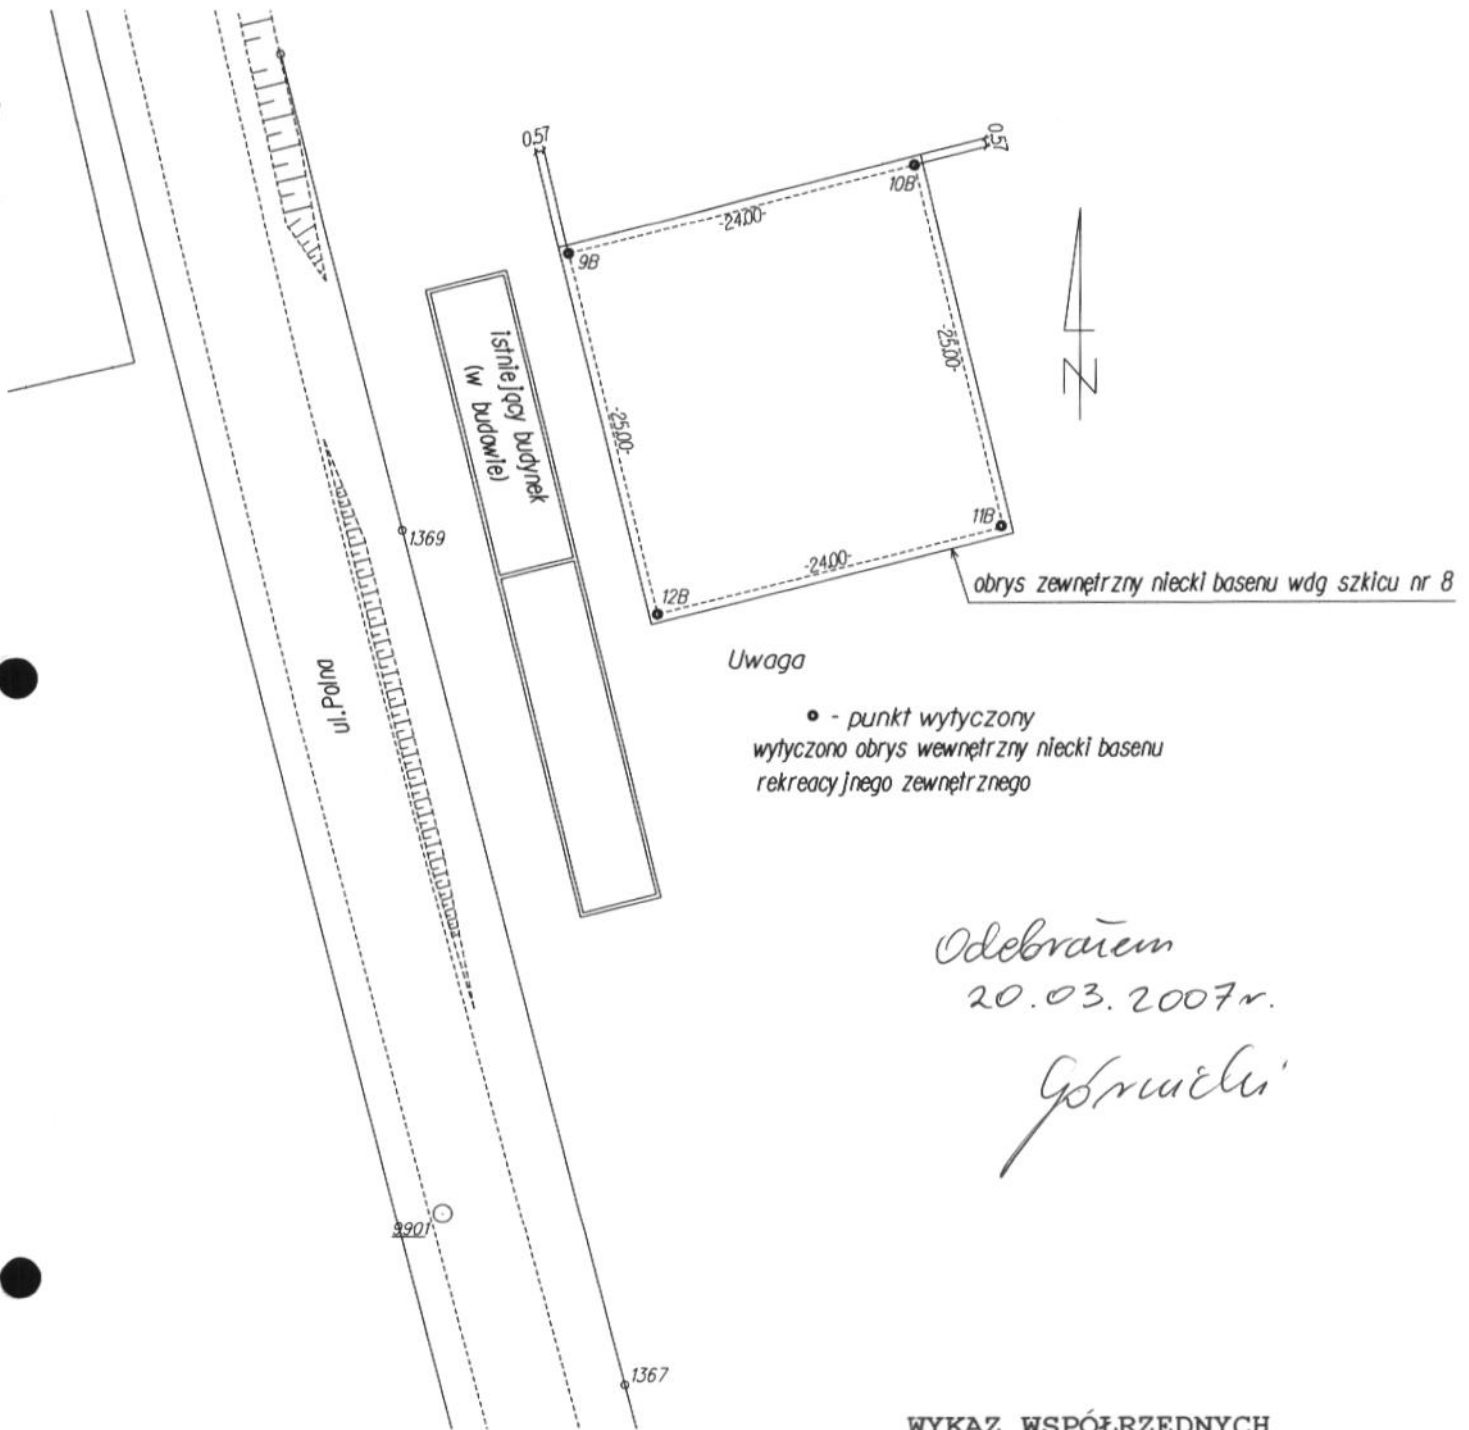 0.57
0.57
10B
-24.00-
9B
istniejący budynek
(w budowie)
-25.00-
-25.00-
N
1369
11B
-24.00-
obrys zewnętrzny niecki basenu wdg szkicu nr 8
12B
Uwaga
ul.Polna
- punkt wytyczony
wytyczono obrys wewnętrzny niecki basenu
rekreacyjnego zewnętrznego
Odebrałem
20.03.2007r.
Górnicki
9901
1367
WYKAZ WSPÓŁRZĘDNYCH